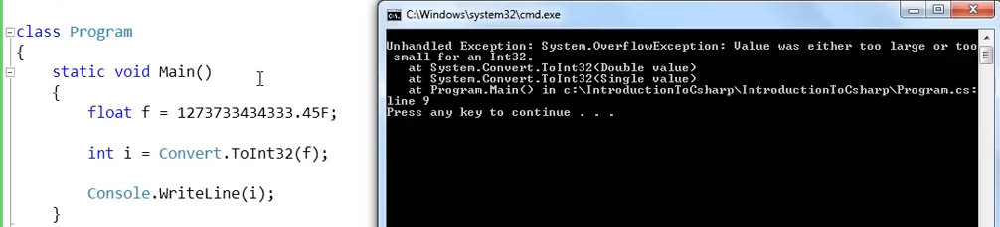 class Program
{
static void Main()
{
float f = 1273733434333.45F;
int i = Convert.ToInt32(f);
Console.WriteLine(i);
}
C:\Windows\system32\cmd.exe
Unhandled Exception: System.OverflowException: Value was either too large or too
small for an Int32.
at System.Convert.ToInt32(Double value)
at System.Convert.ToInt32(Single value)
at Program.Main() in c:\IntroductionToCsharp\IntroductionToCsharp\Program.cs:
line 9
Press any key to continue . . .